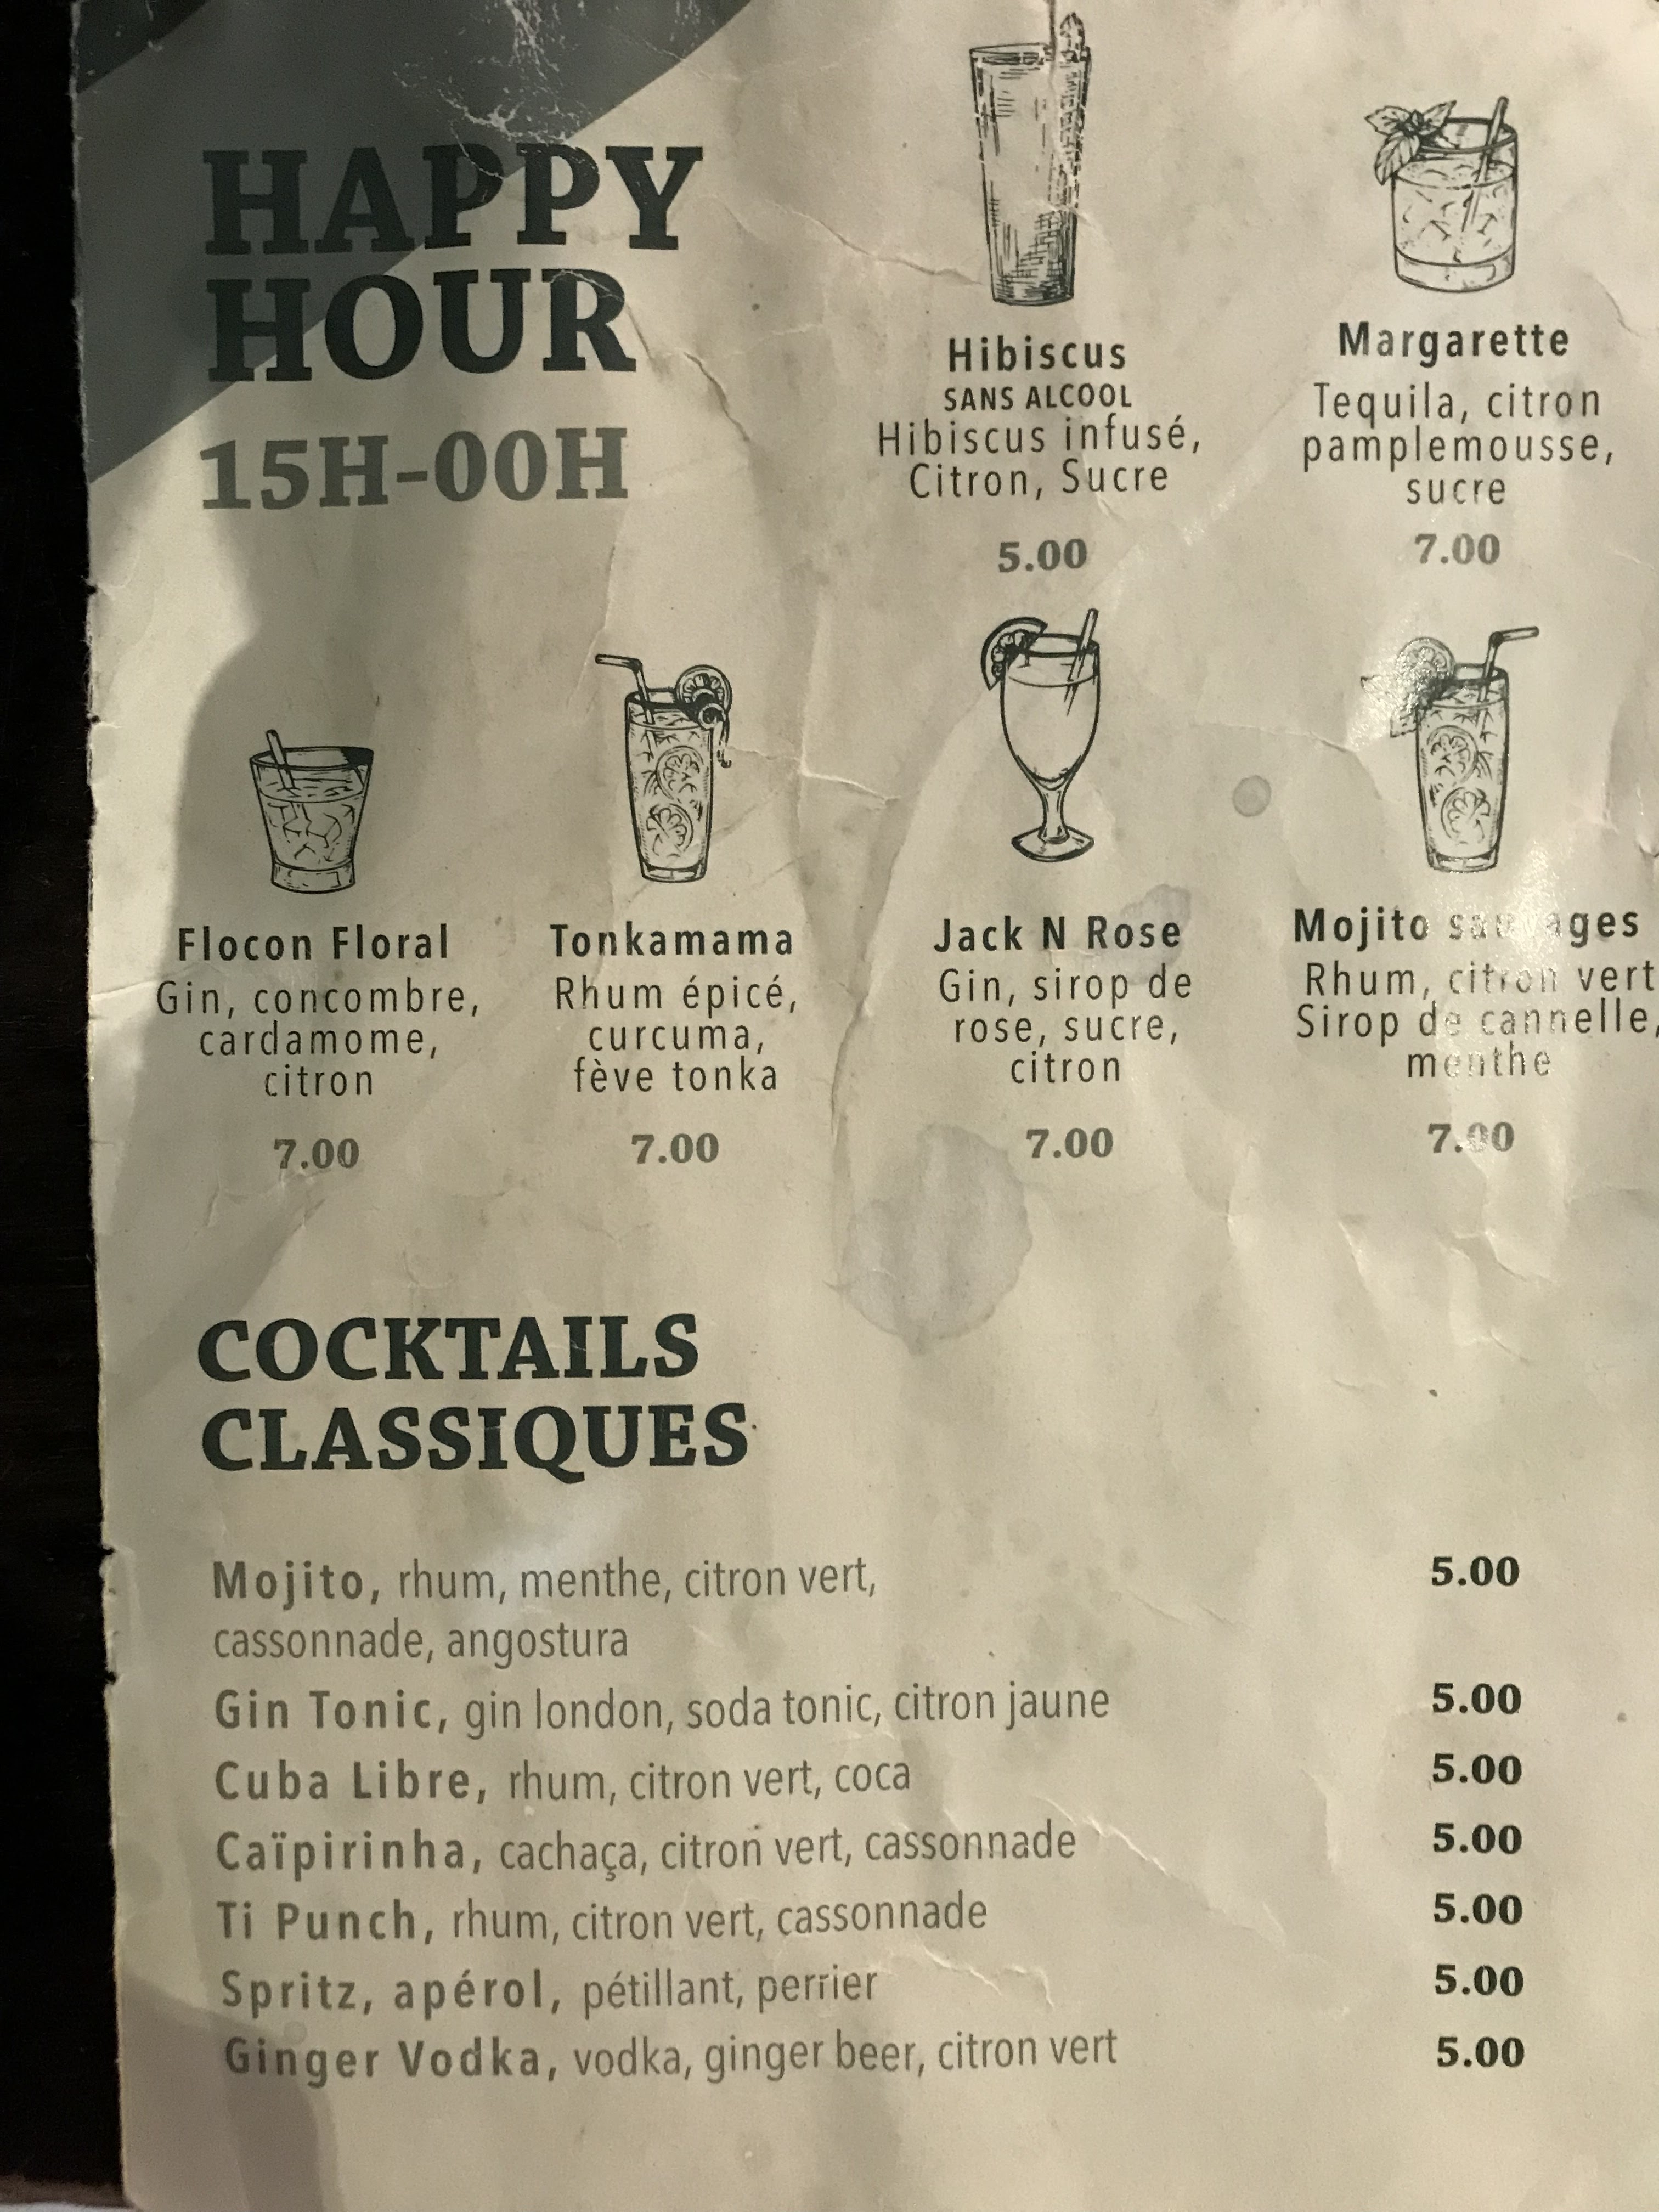 HAPPY
HOUR
15H-00H
Hibiscus
SANS ALCOOL
Hibiscus infusé,
Citron, Sucre
5.00
Margarette
Tequila, citron
pamplemousse,
sucre
7.00
Flocon Floral
Gin, concombre,
cardamome,
citron
7.00
Tonkamama
Rhum épicé,
curcuma,
fève tonka
7.00
Jack N Rose
Gin, sirop de
rose, sucre,
citron
7.00
Mojito sauvages
Rhum, citron vert
Sirop de cannelle,
menthe
7.00
COCKTAILS
CLASSIQUES
Mojito, rhum, menthe, citron vert, 5.00
cassonnade, angostura
Gin Tonic, gin london, soda tonic, citron jaune 5.00
Cuba Libre, rhum, citron vert, coca 5.00
Caïpirinha, cachaça, citron vert, cassonnade 5.00
Ti Punch, rhum, citron vert, cassonnade 5.00
Spritz, apérol, pétillant, perrier 5.00
Ginger Vodka, vodka, ginger beer, citron vert 5.00